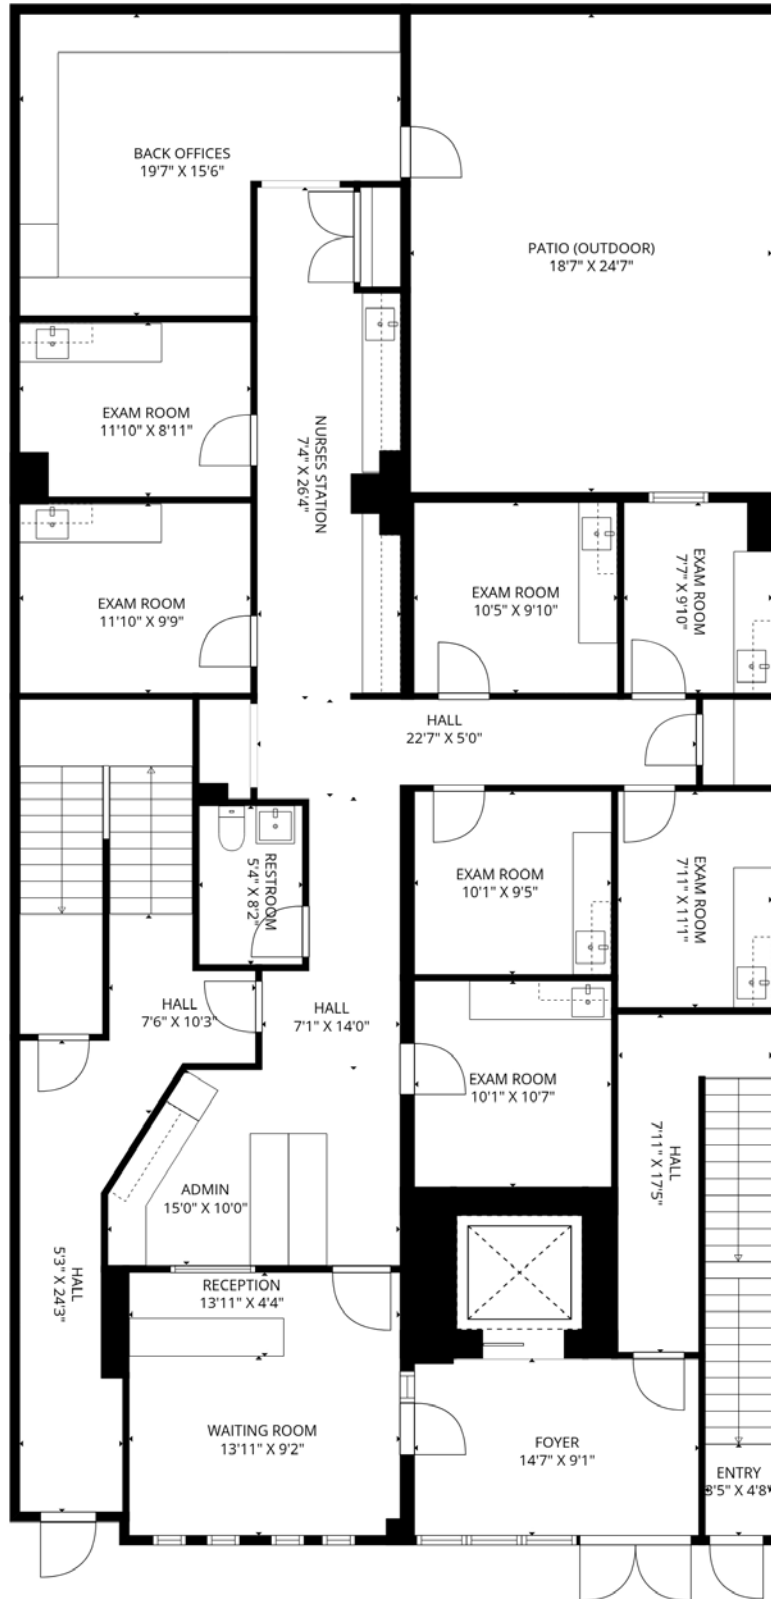 BACK OFFICES
19'7" X 15'6"
PATIO (OUTDOOR)
18'7" X 24'7"
EXAM ROOM
11'10" X 8'11"
NURSES STATION
7'4" X 26'4"
EXAM ROOM
11'10" X 9'9"
EXAM ROOM
10'5" X 9'10"
EXAM ROOM
7'7" X 9'10"
HALL
22'7" X 5'0"
RESTROOM
5'4" X 8'2"
EXAM ROOM
10'1" X 9'5"
EXAM ROOM
7'11" X 11'1"
HALL
7'6" X 10'3"
HALL
7'1" X 14'0"
EXAM ROOM
10'1" X 10'7"
HALL
7'11" X 17'5"
ADMIN
15'0" X 10'0"
HALL
5'3" X 24'3"
RECEPTION
13'11" X 4'4"
WAITING ROOM
13'11" X 9'2"
FOYER
14'7" X 9'1"
ENTRY
X 4'8"